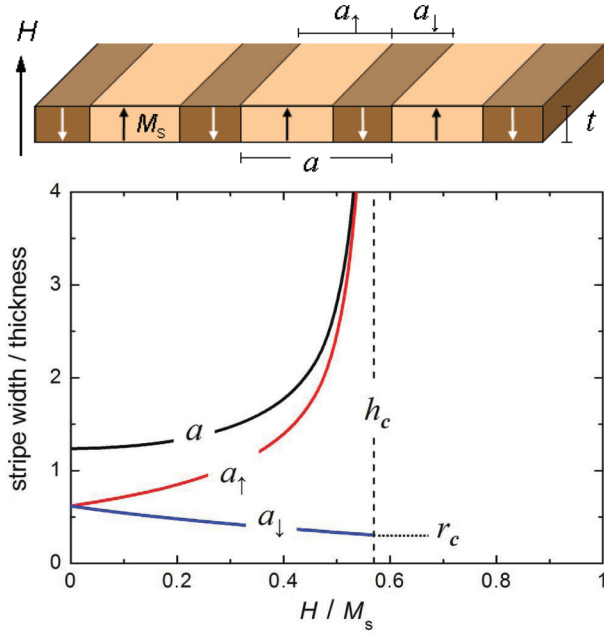 H
a↑ a↓
Ms
t
a
4
3
2
1
0
stripe width / thickness
a
a↑
a↓
hc
rc
0 0.2 0.4 0.6 0.8 1
H / Ms